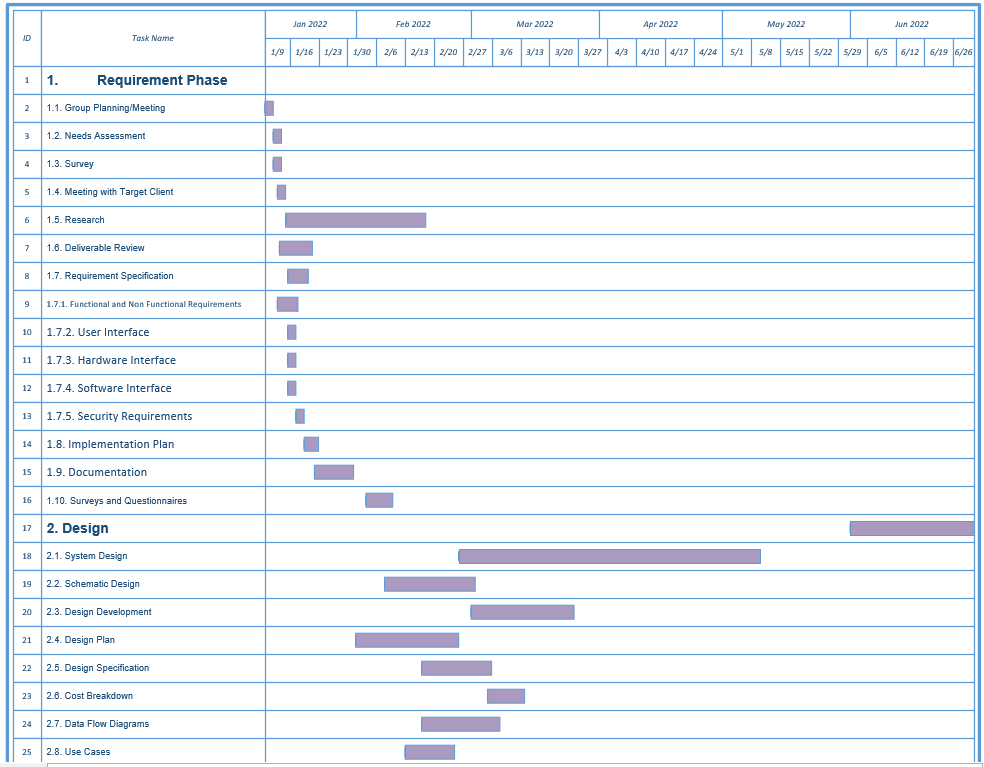 ID Task Name Jan 2022 Feb 2022 Mar 2022 Apr 2022 May 2022 Jun 2022
1/9 1/16 1/23 1/30 2/6 2/13 2/20 2/27 3/6 3/13 3/20 3/27 4/3 4/10 4/17 4/24 5/1 5/8 5/15 5/22 5/29 6/5 6/12 6/19 6/26
1 1. Requirement Phase
2 1.1. Group Planning/Meeting
3 1.2. Needs Assessment
4 1.3. Survey
5 1.4. Meeting with Target Client
6 1.5. Research
7 1.6. Deliverable Review
8 1.7. Requirement Specification
9 1.7.1. Functional and Non Functional Requirements
10 1.7.2. User Interface
11 1.7.3. Hardware Interface
12 1.7.4. Software Interface
13 1.7.5. Security Requirements
14 1.8. Implementation Plan
15 1.9. Documentation
16 1.10. Surveys and Questionnaires
17 2. Design
18 2.1. System Design
19 2.2. Schematic Design
20 2.3. Design Development
21 2.4. Design Plan
22 2.5. Design Specification
23 2.6. Cost Breakdown
24 2.7. Data Flow Diagrams
25 2.8. Use Cases